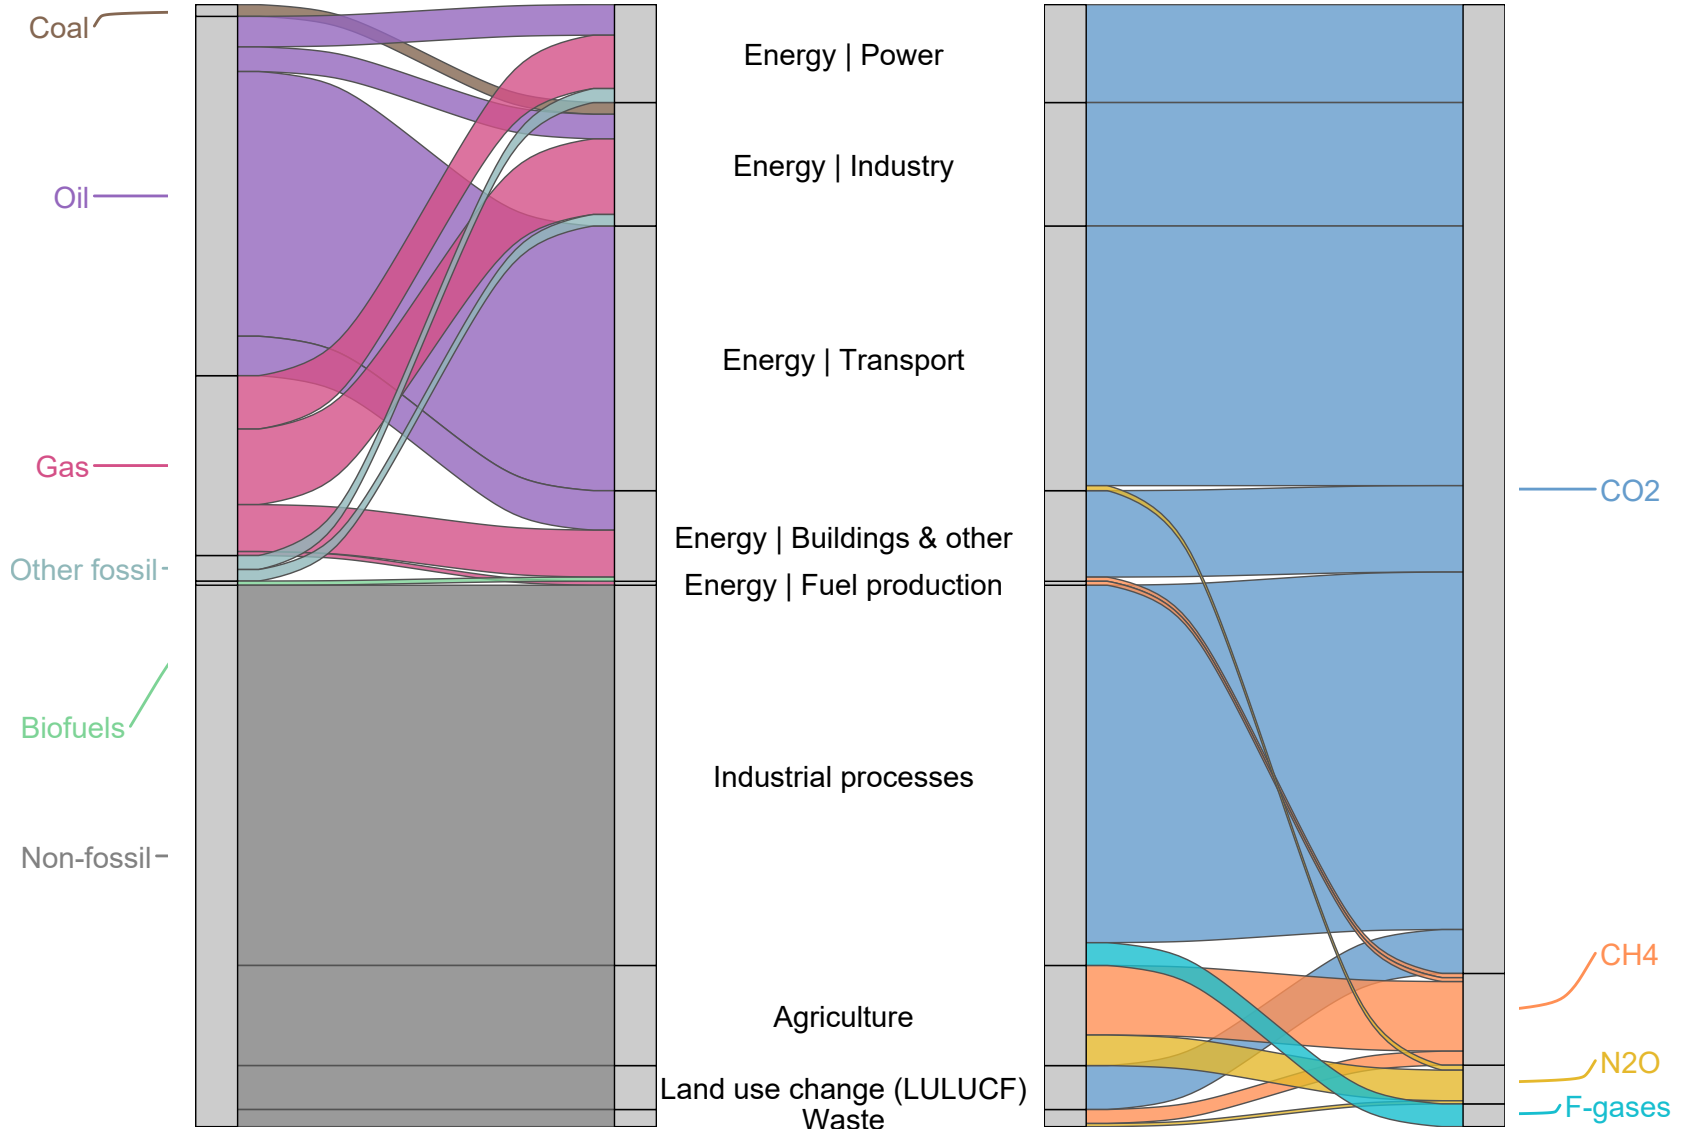 Coal
Oil
Gas
Other fossil
Biofuels
Non-fossil
Energy | Power
Energy | Industry
Energy | Transport
Energy | Buildings & other
Energy | Fuel production
Industrial processes
Agriculture
Land use change (LULUCF)
Waste
CO2
CH4
N2O
F-gases